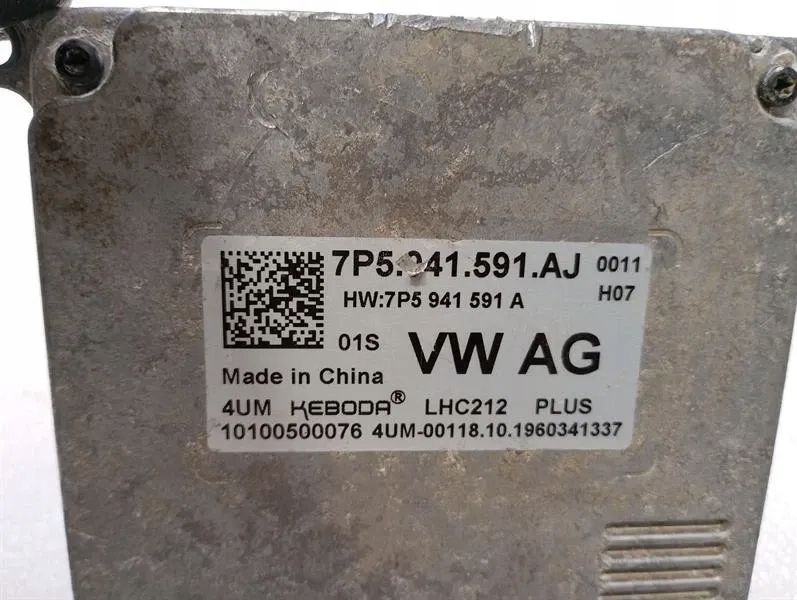 7P5.941.591.AJ 0011
HW:7P5 941 591 A H07
01S VW AG
Made in China
4UM KEBODA® LHC212 PLUS
10100500076 4UM-00118.10.1960341337